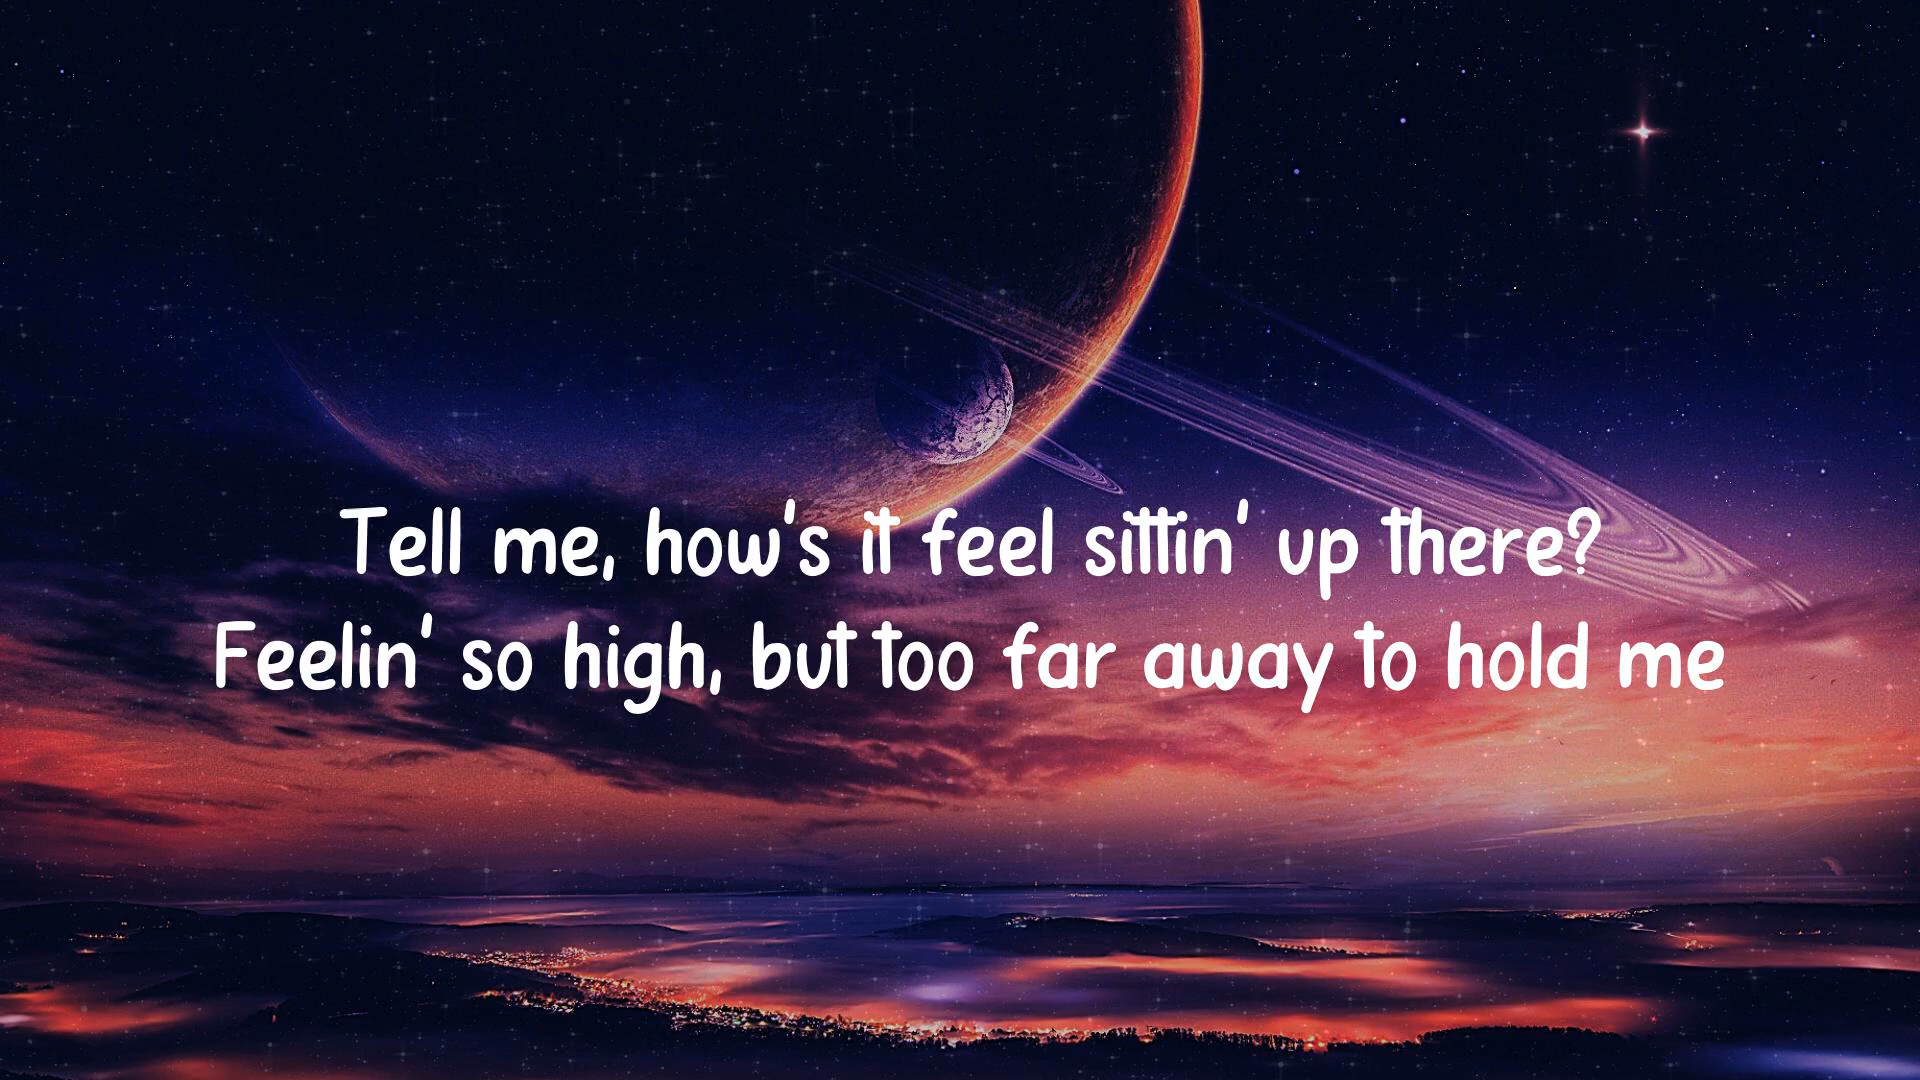 Tell me, how's it feel sittin' up there?
Feelin' so high, but too far away to hold me